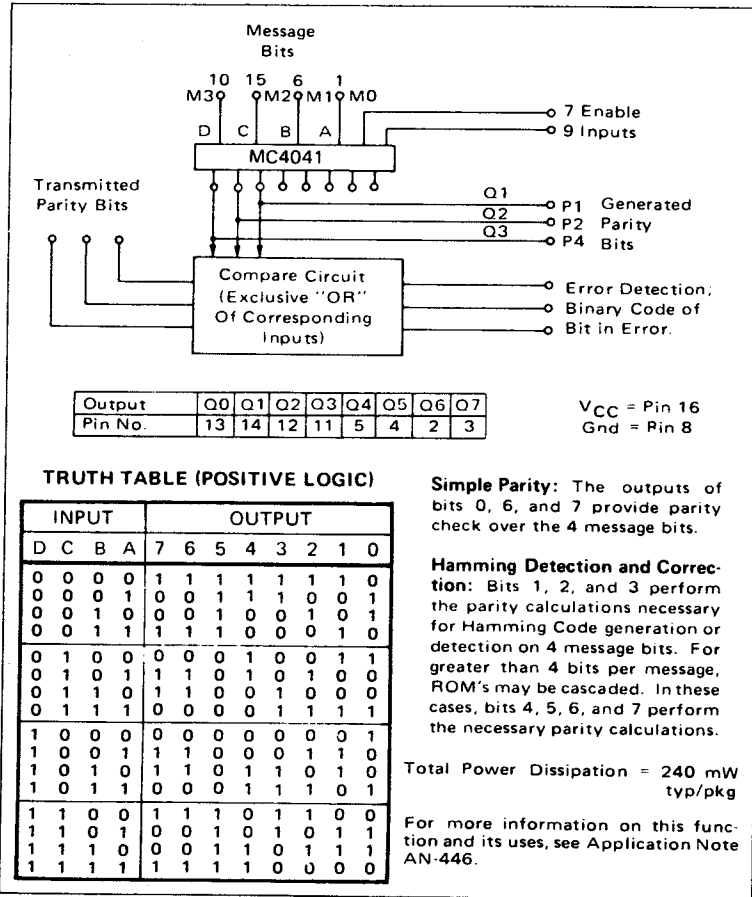 Message
Bits
10 15 6 1
M3 M2 M1 M0
7 Enable
9 Inputs
D C B A
MC4041
Transmitted
Parity Bits
Q1
P1 Generated
Q2
P2 Parity
Q3
P4 Bits
Compare Circuit
(Exclusive "OR"
Of Corresponding
Inputs)
Error Detection;
Binary Code of
Bit in Error.
Output Q0 Q1 Q2 Q3 Q4 Q5 Q6 Q7
Pin No. 13 14 12 11 5 4 2 3
VCC = Pin 16
Gnd = Pin 8
TRUTH TABLE (POSITIVE LOGIC)
INPUT OUTPUT
D C B A 7 6 5 4 3 2 1 0
0 0 0 0 1 1 1 1 1 1 1 0
0 0 0 1 0 0 1 1 1 0 0 1
0 0 1 0 0 0 1 0 0 1 0 1
0 0 1 1 1 1 1 0 0 0 1 0
0 1 0 0 0 0 0 1 0 0 1 1
0 1 0 1 1 1 0 1 0 1 0 0
0 1 1 0 1 1 0 0 1 0 0 0
0 1 1 1 0 0 0 0 1 1 1 1
1 0 0 0 0 0 0 0 0 0 0 1
1 0 0 1 1 1 0 0 0 1 1 0
1 0 1 0 1 1 0 1 1 0 1 0
1 0 1 1 0 0 0 1 1 1 0 1
1 1 0 0 1 1 1 0 1 1 0 0
1 1 0 1 0 0 1 0 1 0 1 1
1 1 1 0 0 0 1 1 0 1 1 1
1 1 1 1 1 1 1 1 0 0 0 0
Simple Parity: The outputs of
bits 0, 6, and 7 provide parity
check over the 4 message bits.
Hamming Detection and Correc-
tion: Bits 1, 2, and 3 perform
the parity calculations necessary
for Hamming Code generation or
detection on 4 message bits. For
greater than 4 bits per message,
ROM's may be cascaded. In these
cases, bits 4, 5, 6, and 7 perform
the necessary parity calculations.
Total Power Dissipation = 240 mW
typ/pkg
For more information on this func-
tion and its uses, see Application Note
AN-446.